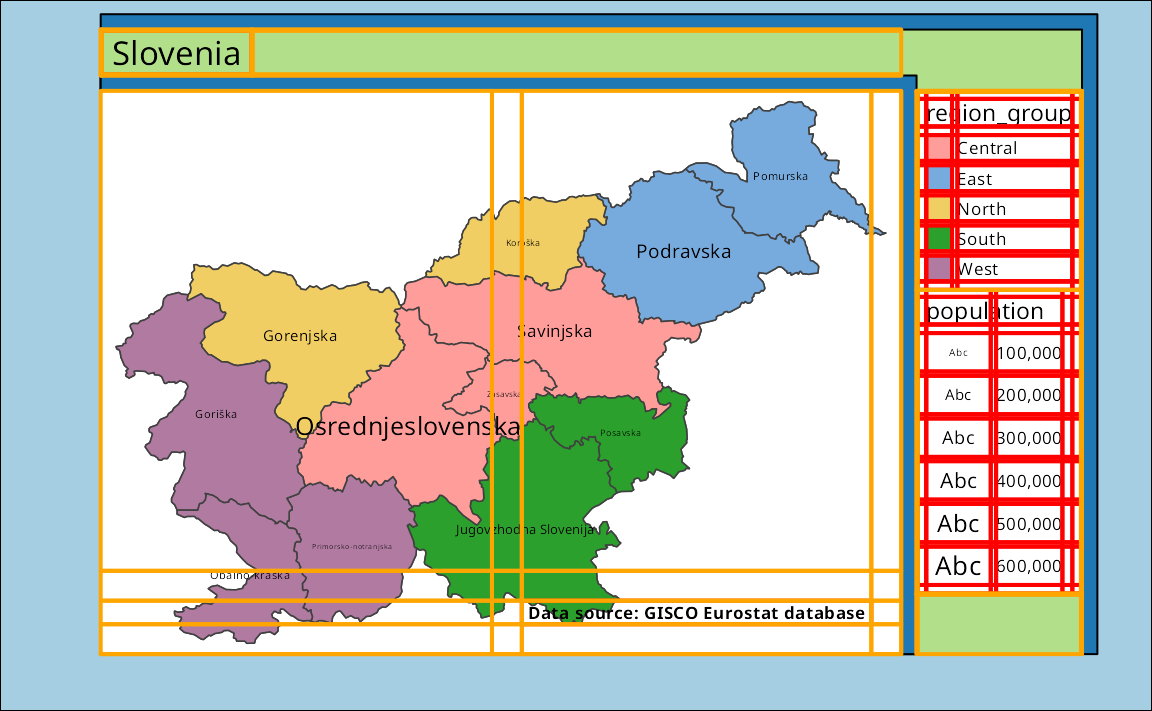 Slovenia
Pomurska
Koroška
Podravska
Gorenjska
Savinjska
Zasavska
Goriška
Osrednjeslovenska
Posavska
Jugovzhodna Slovenija
Primorsko-notranjska
Obalno-kraška
Data source: GISCO Eurostat database
region_group
Central
East
North
South
West
population
Abc 100,000
Abc 200,000
Abc 300,000
Abc 400,000
Abc 500,000
Abc 600,000